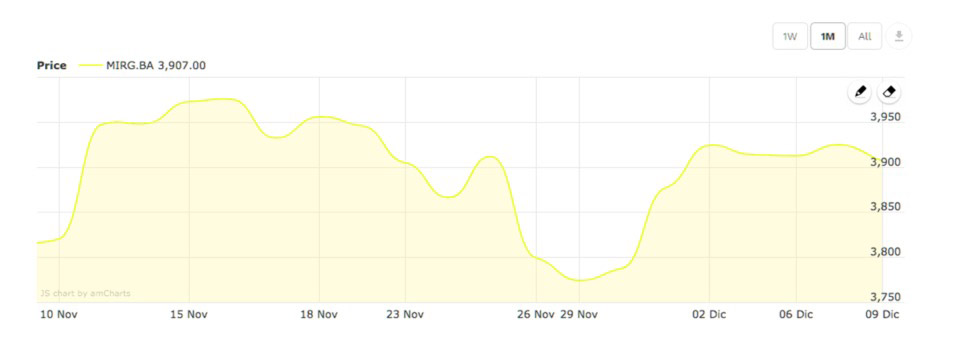 1W 1M All
Price MIRG.BA 3,907.00
3,950
3,900
3,850
3,800
3,750
JS chart by amCharts
10 Nov 15 Nov 18 Nov 23 Nov 26 Nov 29 Nov 02 Dic 06 Dic 09 Dic